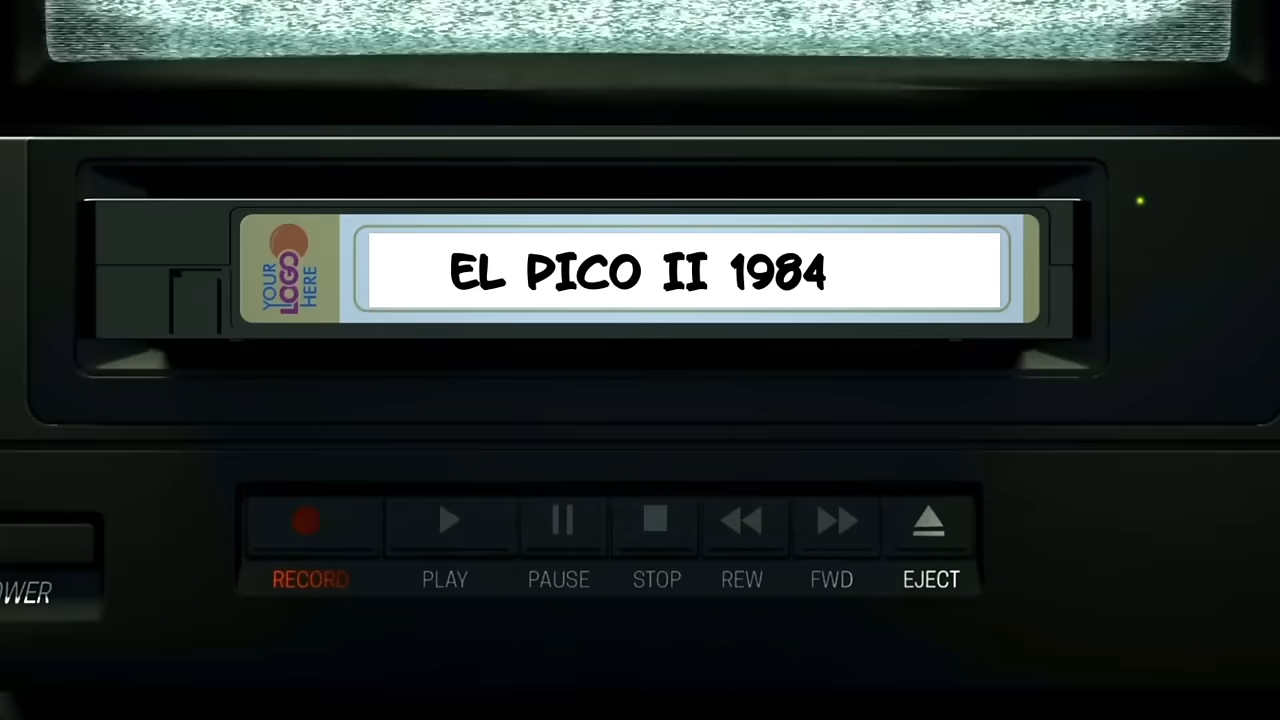 YOUR
LOGO
HERE
EL PICO II 1984
RECORD
PLAY
PAUSE
STOP
REW
FWD
EJECT
OWER